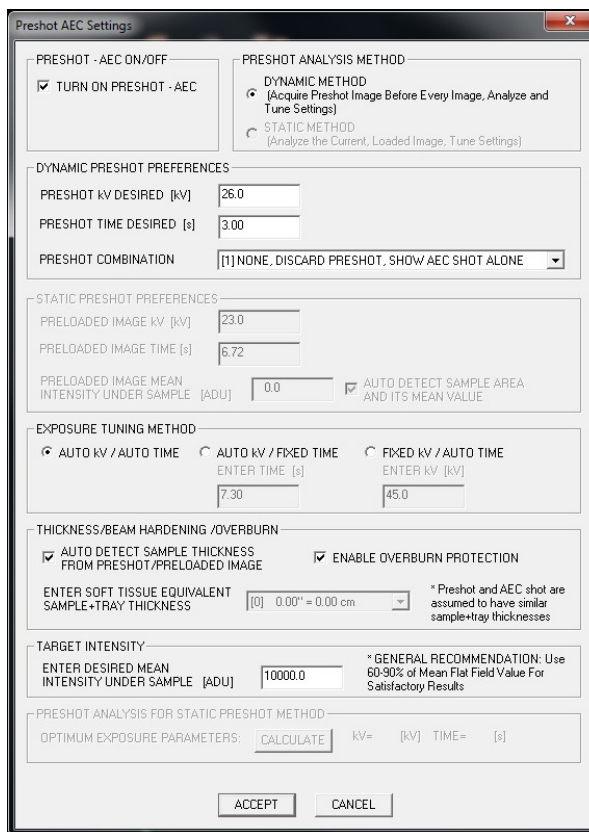 Preshot AEC Settings
PRESHOT - AEC ON/OFF
TURN ON PRESHOT - AEC
PRESHOT ANALYSIS METHOD
DYNAMIC METHOD
(Acquire Preshot Image Before Every Image, Analyze and
Tune Settings)
STATIC METHOD
(Analyze the Current, Loaded Image, Tune Settings)
DYNAMIC PRESHOT PREFERENCES
PRESHOT kV DESIRED [kV] 26.0
PRESHOT TIME DESIRED [s] 3.00
PRESHOT COMBINATION [1] NONE, DISCARD PRESHOT, SHOW AEC SHOT ALONE
STATIC PRESHOT PREFERENCES
PRELOADED IMAGE kV [kV] 23.0
PRELOADED IMAGE TIME [s] 6.72
PRELOADED IMAGE MEAN
INTENSITY UNDER SAMPLE [ADU] 0.0
AUTO DETECT SAMPLE AREA
AND ITS MEAN VALUE
EXPOSURE TUNING METHOD
AUTO kV / AUTO TIME AUTO kV / FIXED TIME FIXED kV / AUTO TIME
ENTER TIME [s] ENTER kV [kV]
7.30 45.0
THICKNESS/BEAM HARDENING /OVERBURN
AUTO DETECT SAMPLE THICKNESS
FROM PRESHOT/PRELOADED IMAGE
ENABLE OVERBURN PROTECTION
ENTER SOFT TISSUE EQUIVALENT
SAMPLE+TRAY THICKNESS
[0] 0.00" = 0.00 cm
* Preshot and AEC shot are
assumed to have similar
sample+tray thicknesses
TARGET INTENSITY
ENTER DESIRED MEAN
INTENSITY UNDER SAMPLE [ADU]
10000.0
* GENERAL RECOMMENDATION: Use
60-90% of Mean Flat Field Value For
Satisfactory Results
PRESHOT ANALYSIS FOR STATIC PRESHOT METHOD
OPTIMUM EXPOSURE PARAMETERS: CALCULATE kV= [kV] TIME= [s]
ACCEPT CANCEL